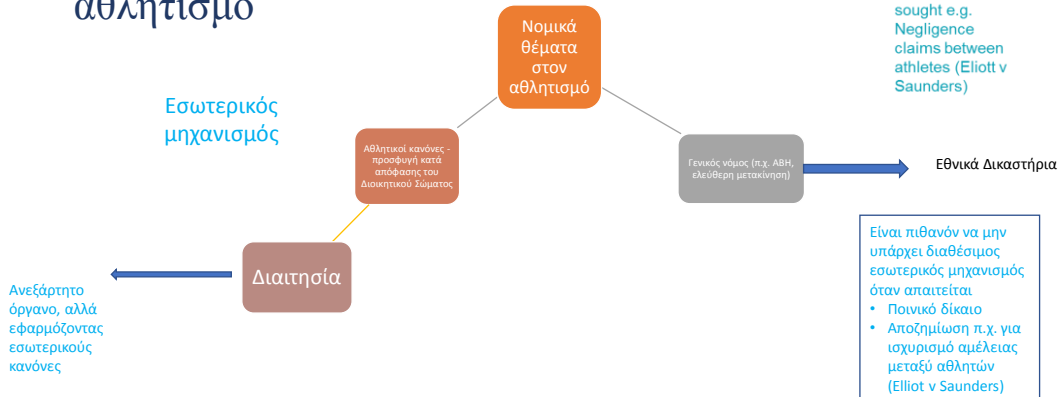 αθλητισμό
sought e.g.
Negligence
claims between
athletes (Eliott v
Saunders)
Νομικά
θέματα
στον
αθλητισμό
Εσωτερικός
μηχανισμός
Αθλητικοί κανόνες -
προσφυγή κατά
απόφασης του
Διοικητικού Σώματος
Γενικός νόμος (π.χ. ABH,
ελεύθερη μετακίνηση)
Εθνικά Δικαστήρια
Διαιτησία
Ανεξάρτητο
όργανο, αλλά
εφαρμόζοντας
εσωτερικούς
κανόνες
Είναι πιθανόν να μην
υπάρχει διαθέσιμος
εσωτερικός μηχανισμός
όταν απαιτείται
• Ποινικό δίκαιο
• Αποζημίωση π.χ. για
ισχυρισμό αμέλειας
μεταξύ αθλητών
(Elliot v Saunders)